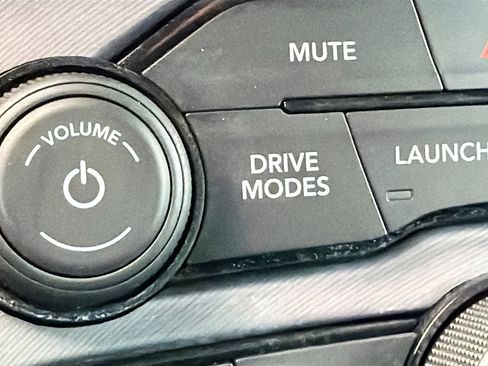 MUTE
VOLUME
DRIVE
MODES
LAUNCH